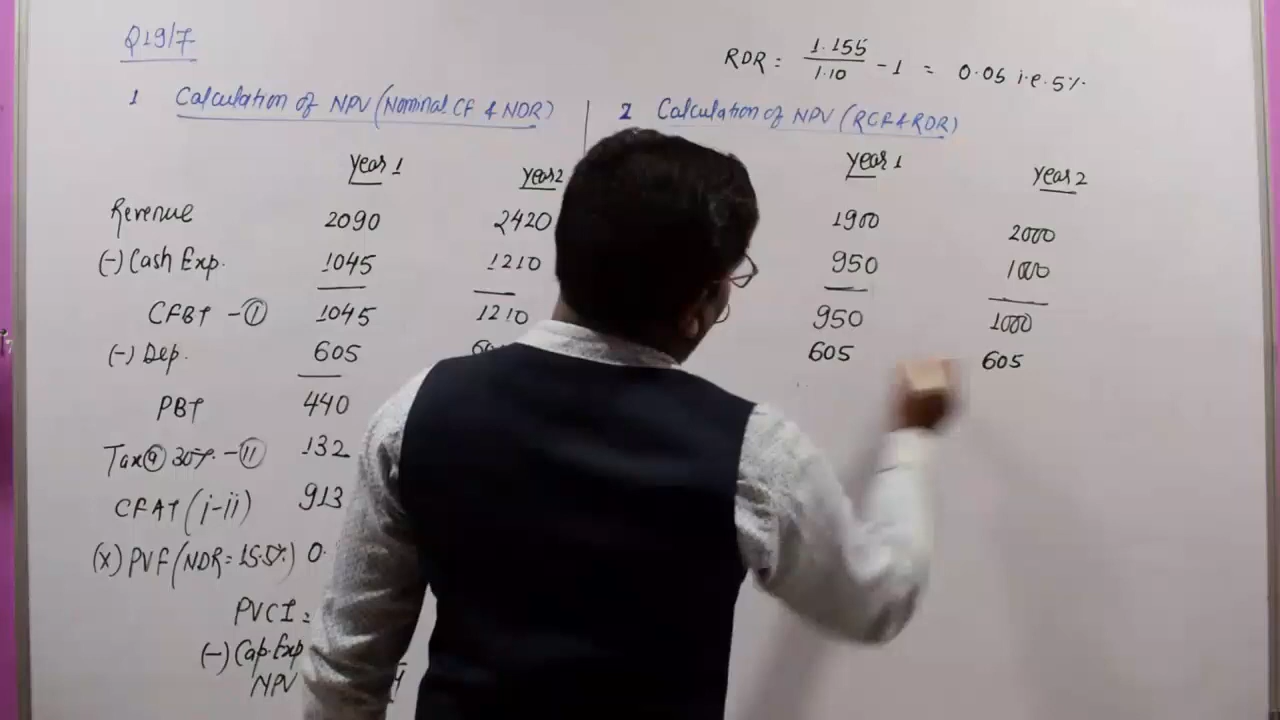 Q19/7
RDR = 1.155 / 1.10 - 1 = 0.05 i.e. 5%
1 Calculation of NPV (Nominal CF & NDR)
2 Calculation of NPV (RCF & RDR)
Year 1 Year 2 Year 1 Year 2
Revenue 2090 2420 1900 2000
(-) Cash Exp. 1045 1210 950 1000
CFBT - (I) 1045 1210 950 1000
(-) Dep. 605 605 605
PBT 440
Tax @ 30% - (II) 132
CFAT (i-ii) 913
(x) PVF (NDR = 15.5%) 0.
PVCI =
(-) Cap. Exp
NPV